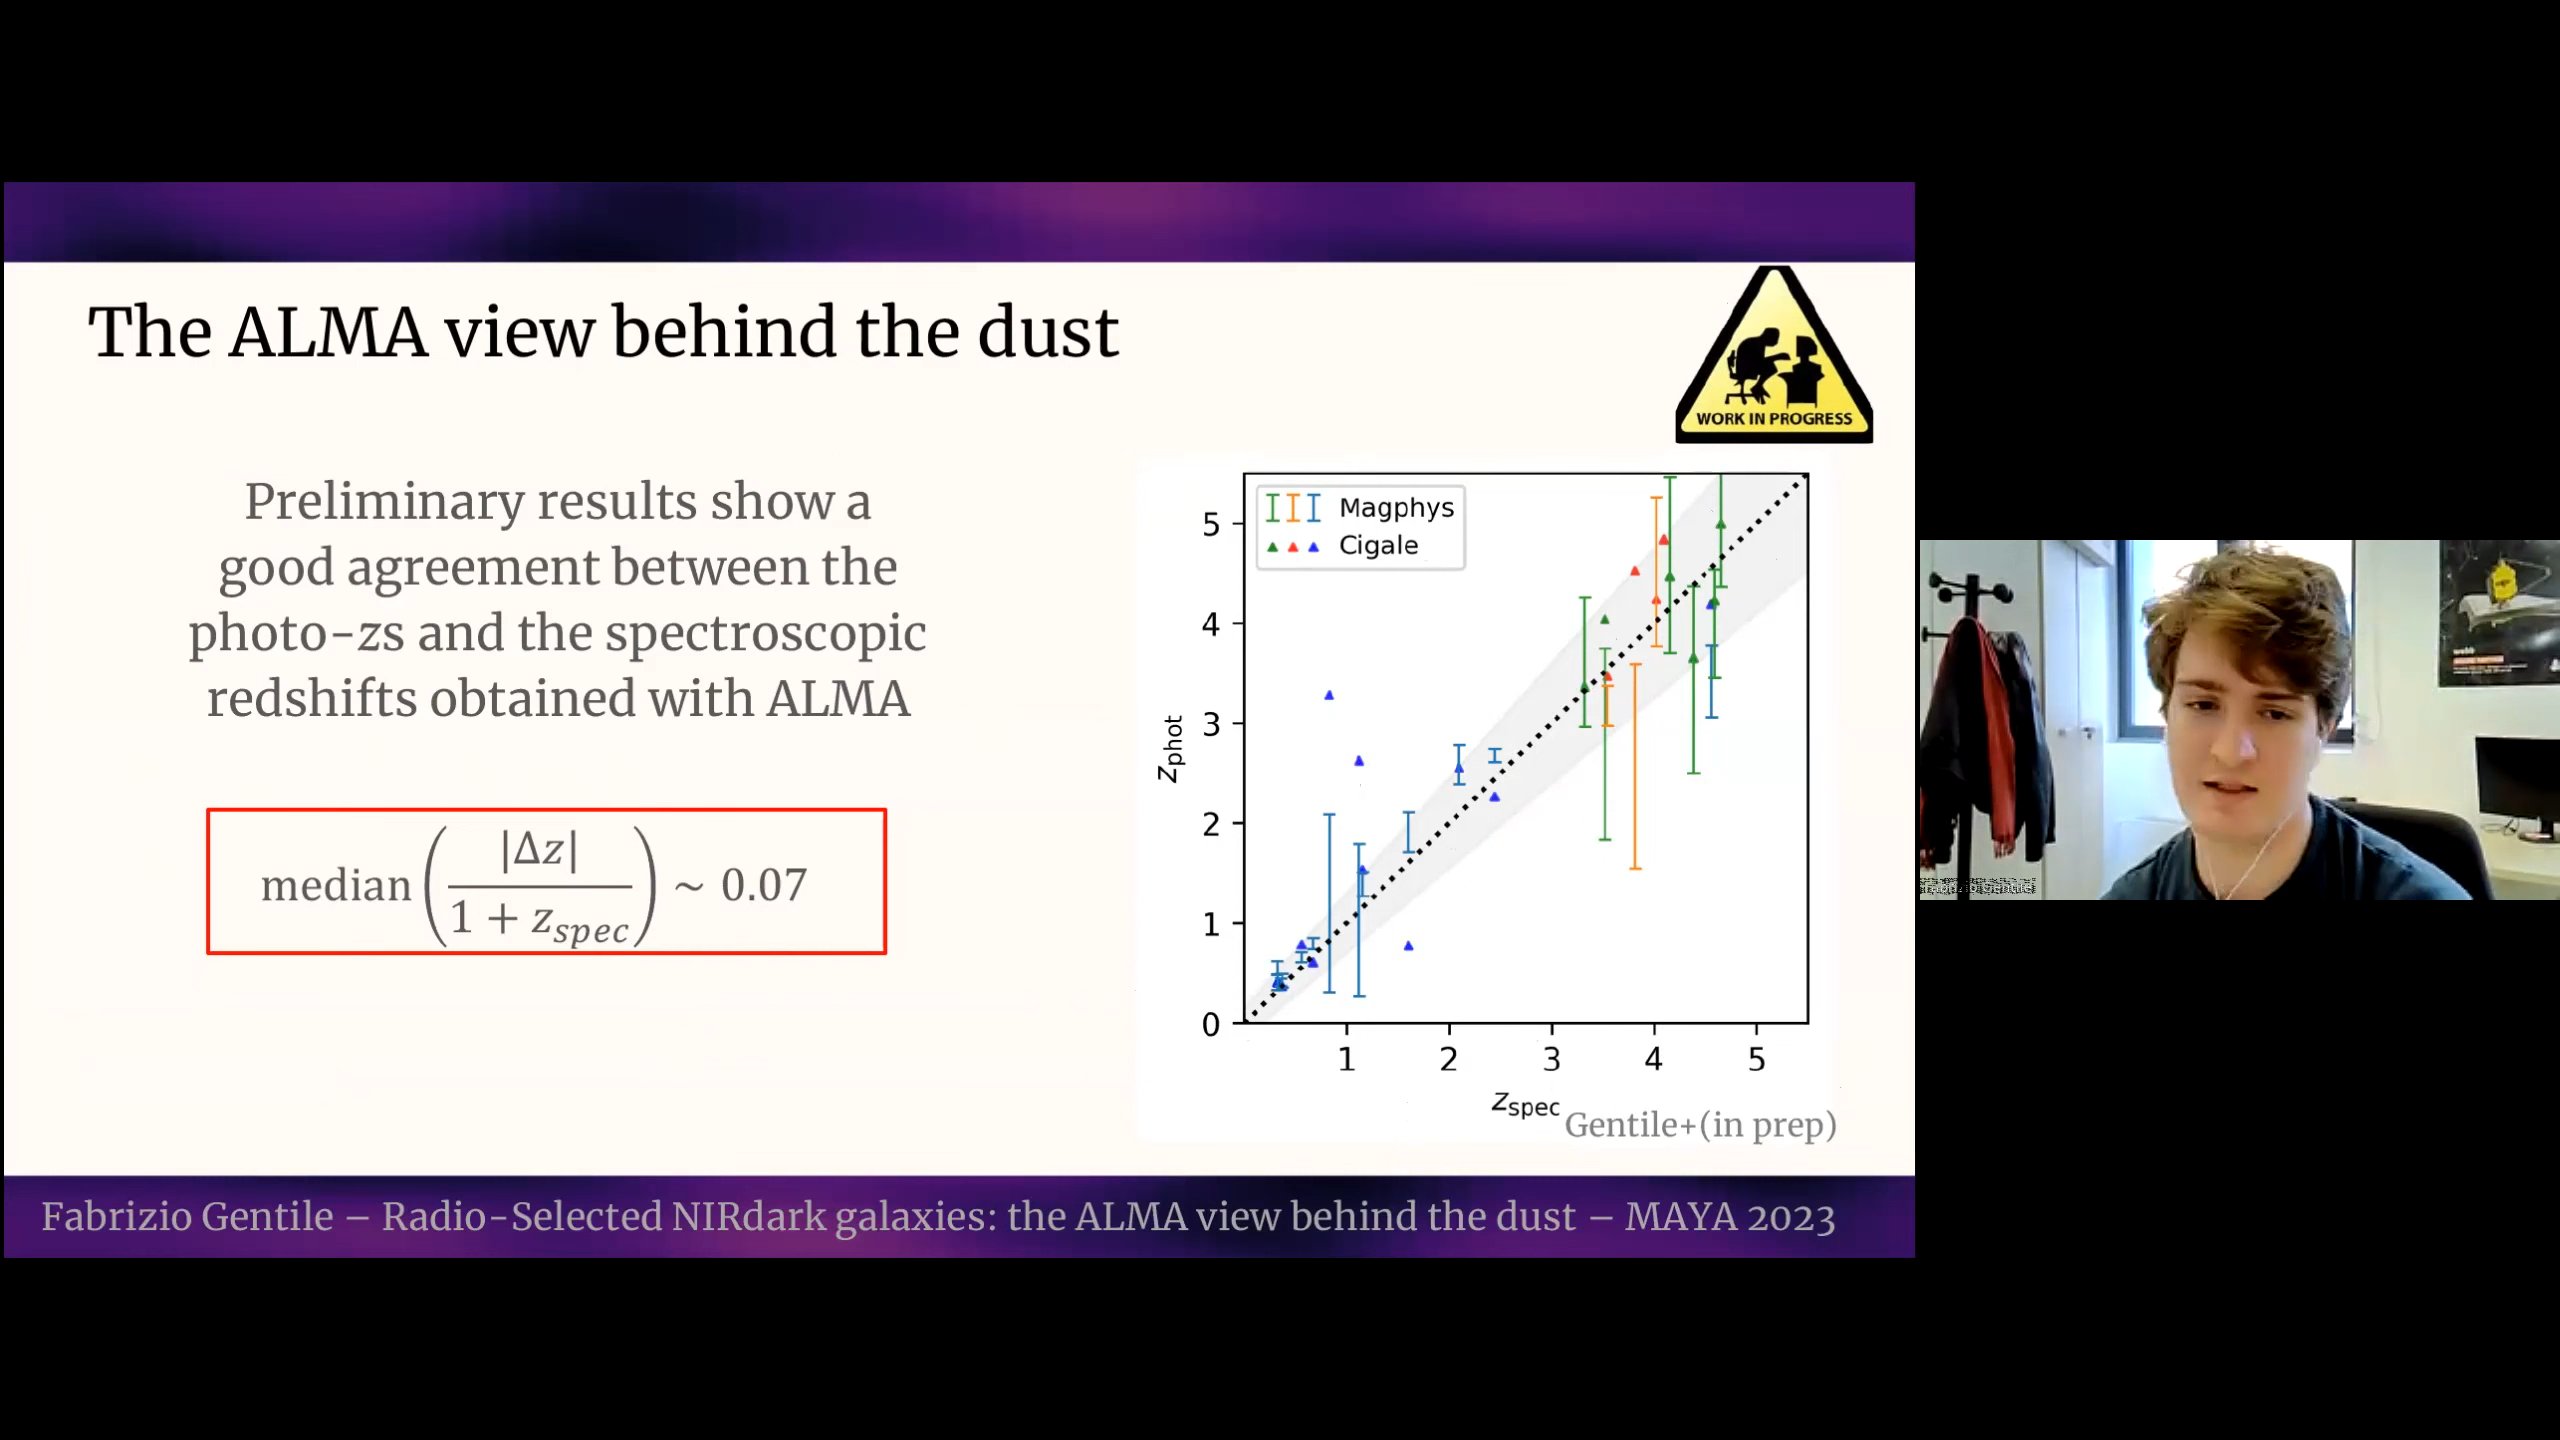 The ALMA view behind the dust
WORK IN PROGRESS
Preliminary results show a
good agreement between the
photo-zs and the spectroscopic
redshifts obtained with ALMA
median(|Δz| / 1 + z_spec) ~ 0.07
Magphys
Cigale
5
4
3
2
1
0
z_phot
1 2 3 4 5
z_spec
Gentile+(in prep)
Fabrizio Gentile – Radio-Selected NIRdark galaxies: the ALMA view behind the dust – MAYA 2023
Fabrizio Gentile